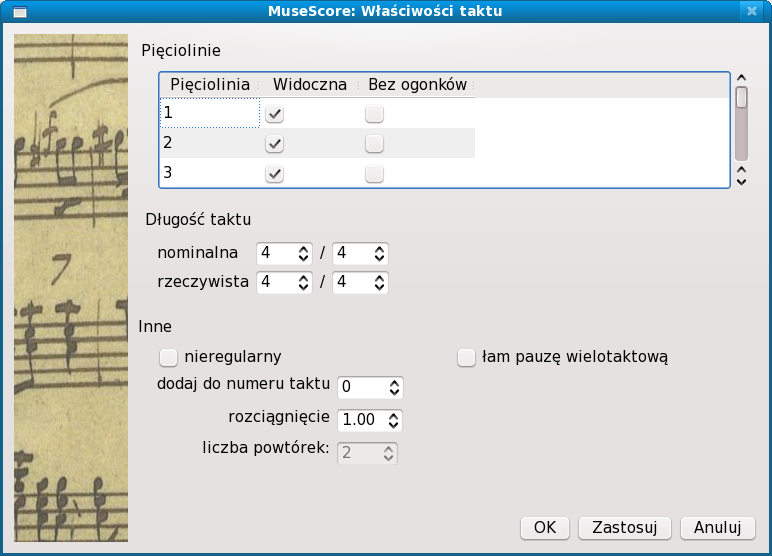 MuseScore: Właściwości taktu
Pięciolinie
Pięciolinia Widoczna Bez ogonków
1
2
3
Długość taktu
nominalna 4 / 4
rzeczywista 4 / 4
Inne
nieregularny łam pauzę wielotaktową
dodaj do numeru taktu 0
rozciągnięcie 1.00
liczba powtórek: 2
OK Zastosuj Anuluj